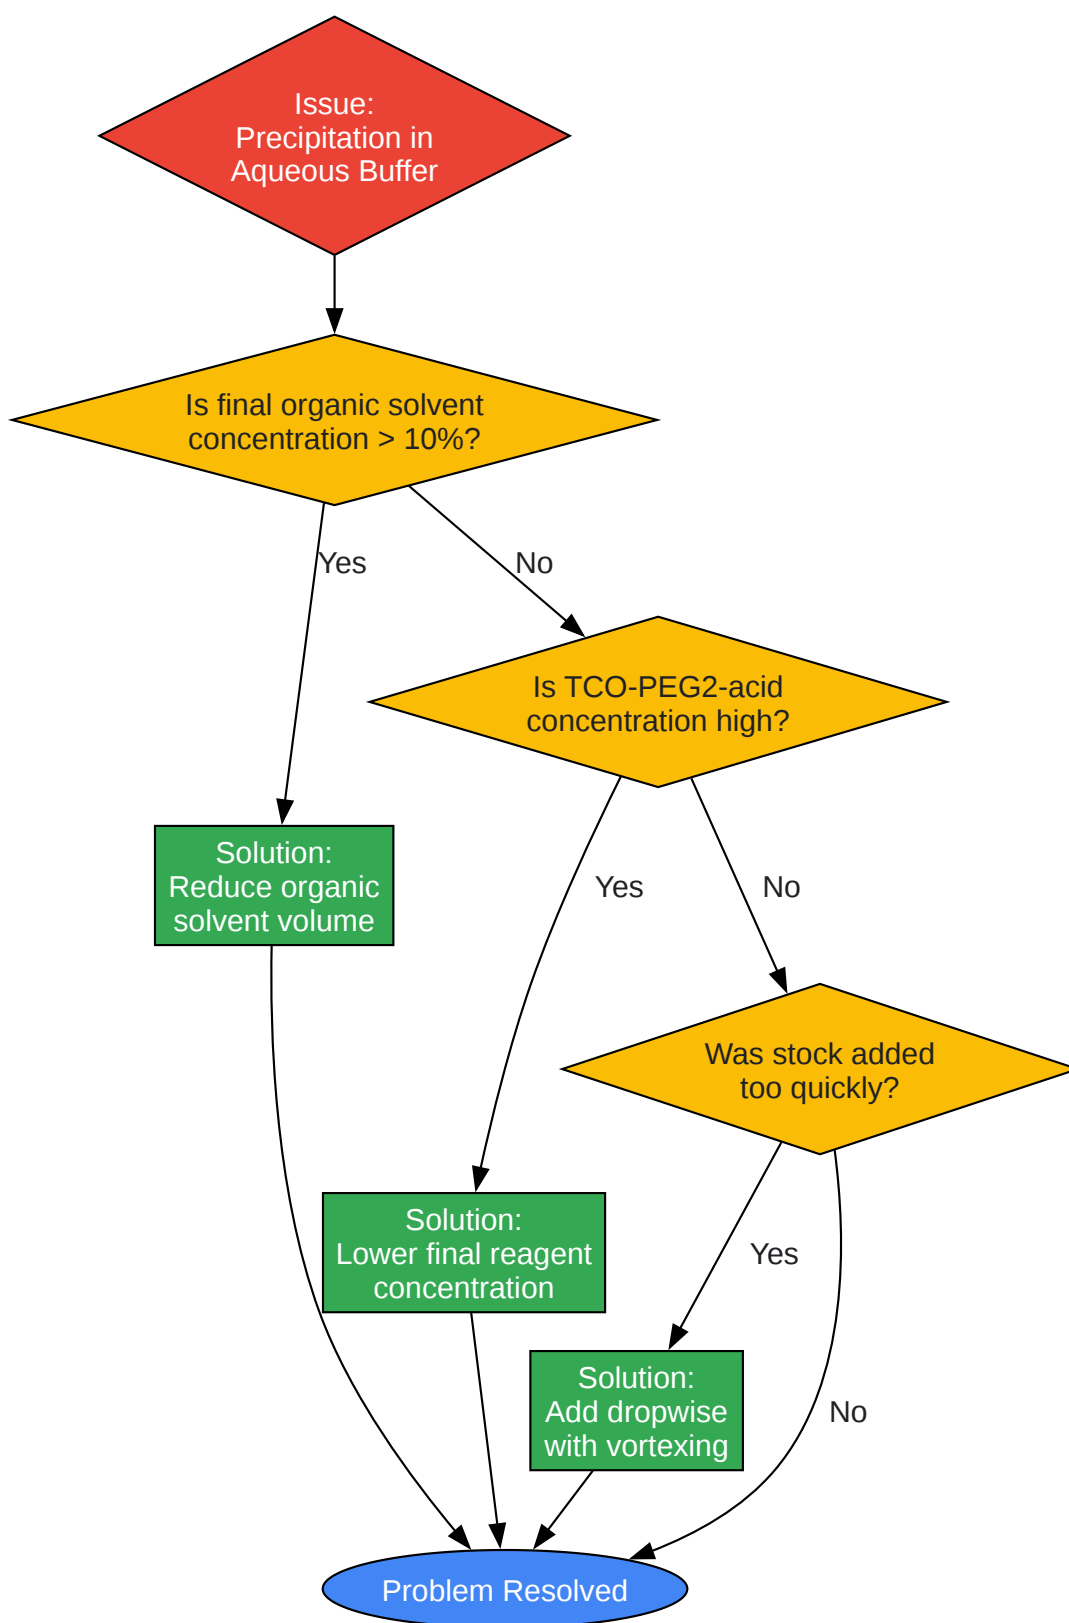 Issue:
Precipitation in
Aqueous Buffer
Is final organic solvent
concentration > 10%?
Yes
No
Is TCO-PEG2-acid
concentration high?
Solution:
Reduce organic
solvent volume
Yes
No
Was stock added
too quickly?
Solution:
Lower final reagent
concentration
Yes
Solution:
Add dropwise
with vortexing
No
Problem Resolved